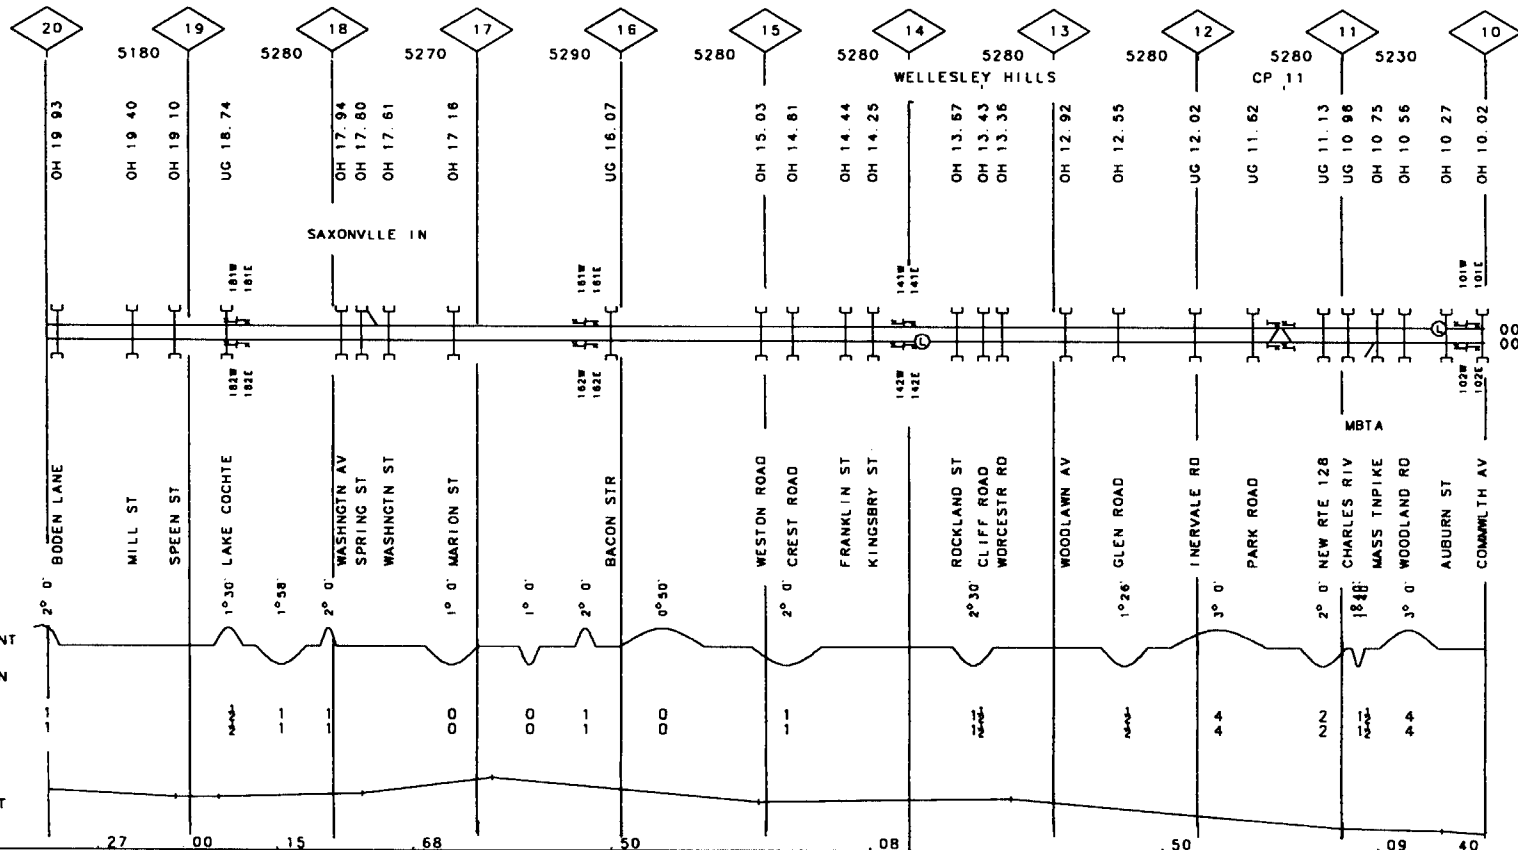 20 19 18 17 16 15 14 13 12 11 10
5180 5280 5270 5290 5280 5280 5280 5280 5280 5230
WELLESLEY HILLS
CP 11
OH 19 93
OH 19 40
OH 19 10
UG 18.74
OH 17.94
OH 17.80
OH 17.61
OH 17 16
UG 16.07
OH 15.03
OH 14.81
OH 14.44
OH 14.25
OH 13.67
OH 13.43
OH 13.36
OH 12.92
OH 12.55
UG 12.02
UG 11.62
UG 11.13
UG 10 98
OH 10 75
OH 10 56
OH 10 27
OH 10.02
SAXONVLLE IN
181W
181E
161W
161E
141W
141E
101W
101E
L
L
00
00
182W
182E
162W
162E
142W
142E
102W
102E
MBTA
BODEN LANE
MILL ST
SPEEN ST
LAKE COCHTE
WASHNGTN AV
SPRING ST
WASHNGTN ST
MARION ST
BACON STR
WESTON ROAD
CREST ROAD
FRANKLIN ST
KINGSBRY ST
ROCKLAND ST
CLIFF ROAD
WORCESTR RD
WOODLAWN AV
GLEN ROAD
INERVALE RD
PARK ROAD
NEW RTE 128
CHARLES RIV
MASS TNPIKE
WOODLAND RD
AUBURN ST
COMMWLTH AV
2° 0'
1° 30'
1° 58'
2° 0'
1° 0'
1° 0'
2° 0'
0° 50'
2° 0'
2° 30'
1° 26'
3° 0'
2° 0'
3° 0'
NT
N
1 1 1 0 0 1 0 1 4 2 4
1 1 1 0 0 1 0 1 4 2 4
T
.27 .00 .15 .68 .50 .08 .50 .09 .40